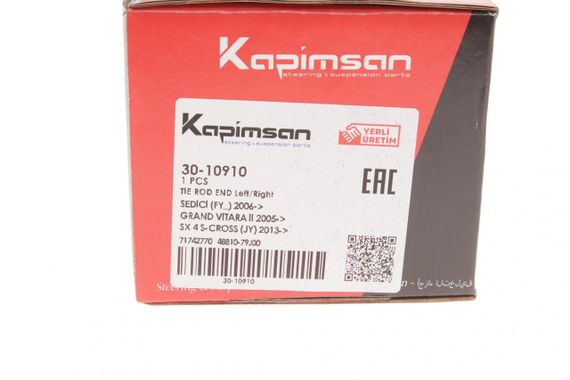 Kapimsan
steering & suspension parts
Kapimsan
steering & suspension parts
YERLİ
ÜRETİM
30-10910
1 PCS
TIE ROD END Left/Right
SEDICI (FY_) 2006->
GRAND VITARA II 2005->
SX 4 S-CROSS (JY) 2013->
71742770 48810-79J00
EAC
30-10910
Steering